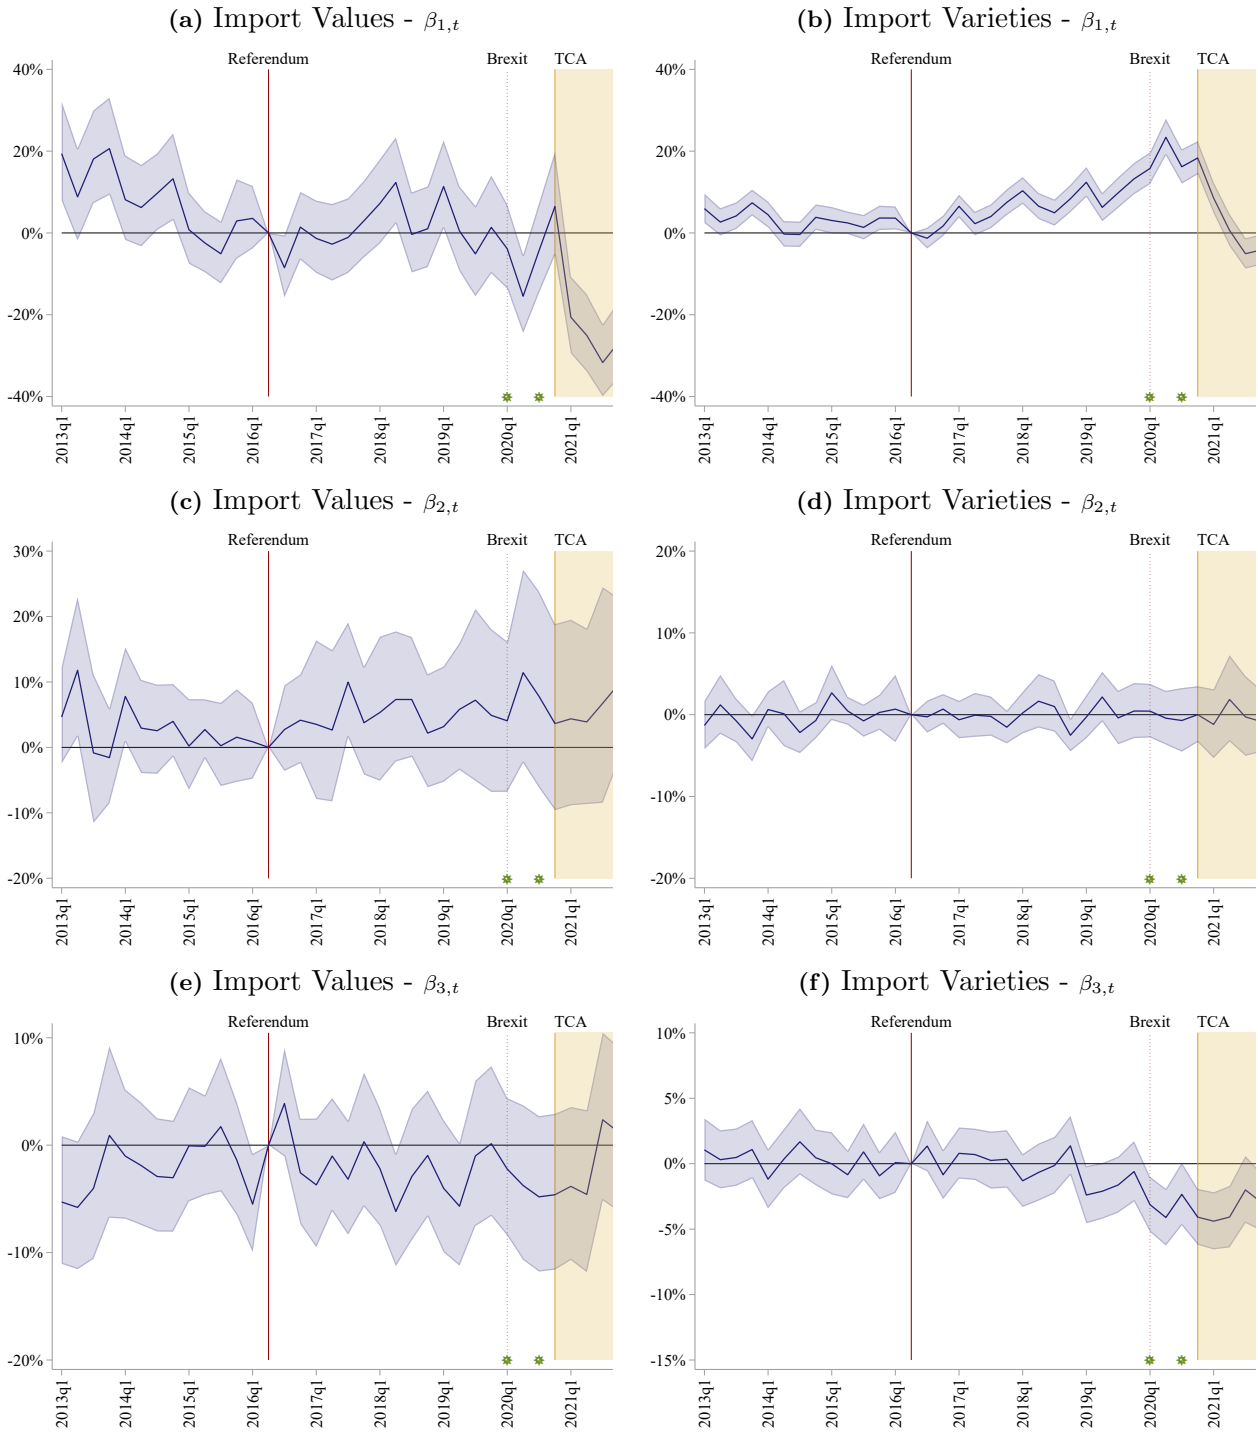 (a) Import Values - β1,t
Referendum Brexit TCA
40%
20%
0%
-20%
-40%
2013q1 2014q1 2015q1 2016q1 2017q1 2018q1 2019q1 2020q1 2021q1
(b) Import Varieties - β1,t
Referendum Brexit TCA
40%
20%
0%
-20%
-40%
2013q1 2014q1 2015q1 2016q1 2017q1 2018q1 2019q1 2020q1 2021q1
(c) Import Values - β2,t
Referendum Brexit TCA
30%
20%
10%
0%
-10%
-20%
2013q1 2014q1 2015q1 2016q1 2017q1 2018q1 2019q1 2020q1 2021q1
(d) Import Varieties - β2,t
Referendum Brexit TCA
20%
10%
0%
-10%
-20%
2013q1 2014q1 2015q1 2016q1 2017q1 2018q1 2019q1 2020q1 2021q1
(e) Import Values - β3,t
Referendum Brexit TCA
10%
0%
-10%
-20%
2013q1 2014q1 2015q1 2016q1 2017q1 2018q1 2019q1 2020q1 2021q1
(f) Import Varieties - β3,t
Referendum Brexit TCA
10%
5%
0%
-5%
-10%
-15%
2013q1 2014q1 2015q1 2016q1 2017q1 2018q1 2019q1 2020q1 2021q1